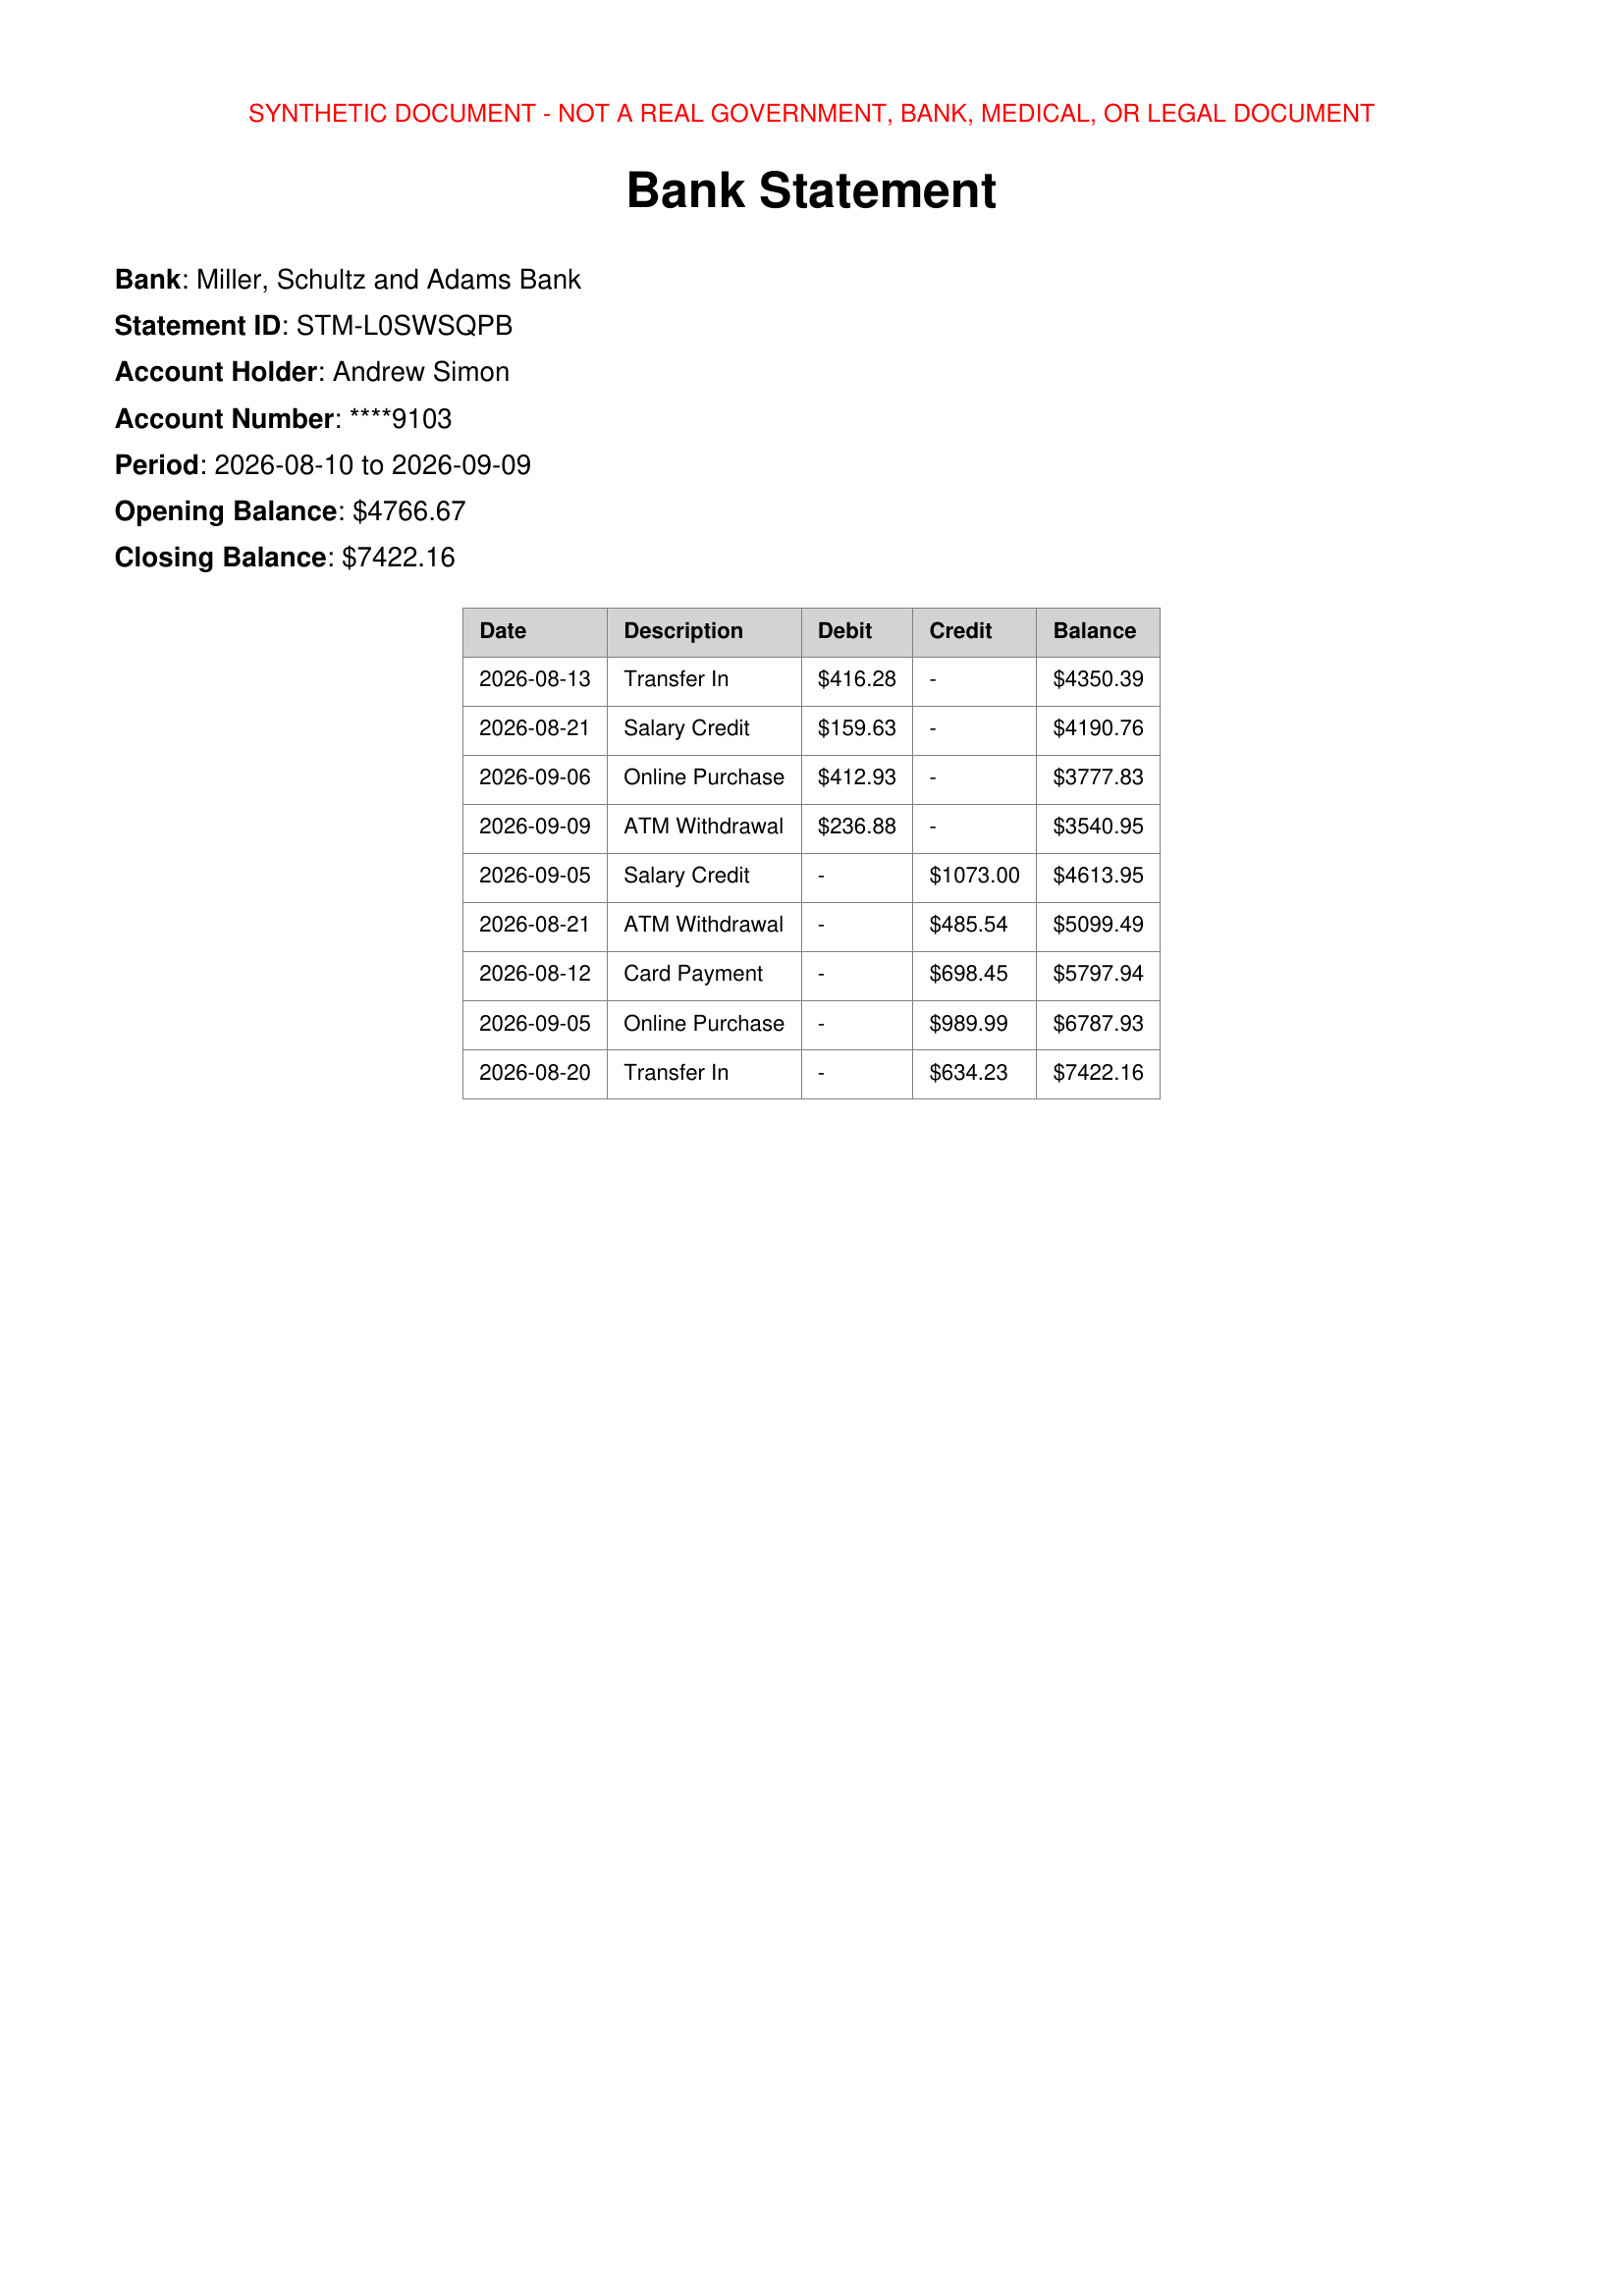 SYNTHETIC DOCUMENT - NOT A REAL GOVERNMENT, BANK, MEDICAL, OR LEGAL DOCUMENT
Bank Statement
Bank: Miller, Schultz and Adams Bank
Statement ID: STM-L0SWSQPB
Account Holder: Andrew Simon
Account Number: ****9103
Period: 2026-08-10 to 2026-09-09
Opening Balance: $4766.67
Closing Balance: $7422.16
Date Description Debit Credit Balance
2026-08-13 Transfer In $416.28 - $4350.39
2026-08-21 Salary Credit $159.63 - $4190.76
2026-09-06 Online Purchase $412.93 - $3777.83
2026-09-09 ATM Withdrawal $236.88 - $3540.95
2026-09-05 Salary Credit - $1073.00 $4613.95
2026-08-21 ATM Withdrawal - $485.54 $5099.49
2026-08-12 Card Payment - $698.45 $5797.94
2026-09-05 Online Purchase - $989.99 $6787.93
2026-08-20 Transfer In - $634.23 $7422.16